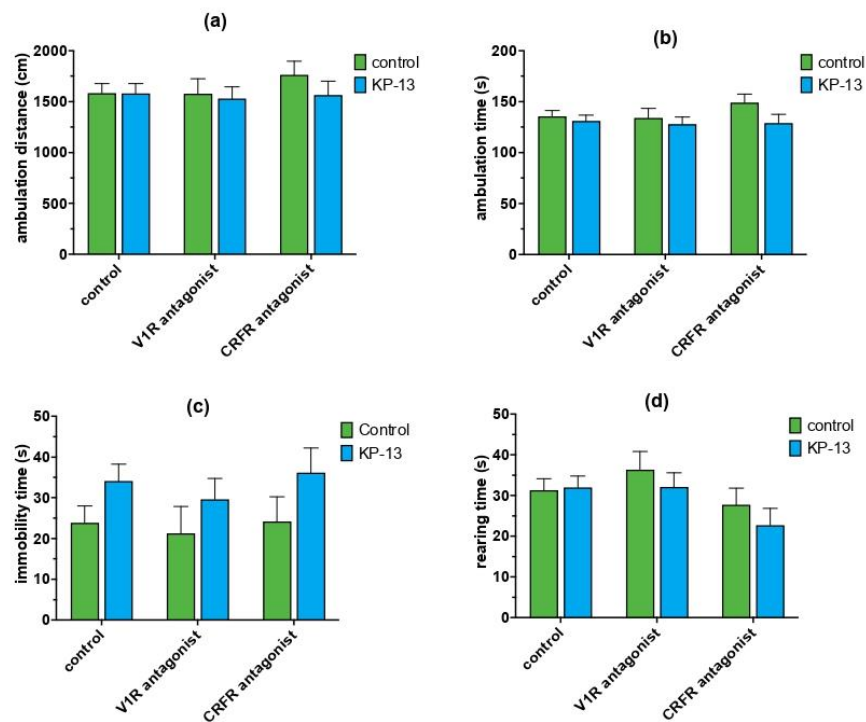 (a)
ambulation distance (cm)
2000
1500
1000
500
0
control
V1R antagonist
CRFR antagonist
control
KP-13
(b)
ambulation time (s)
200
150
100
50
0
control
V1R antagonist
CRFR antagonist
control
KP-13
(c)
immobility time (s)
50
40
30
20
10
0
control
V1R antagonist
CRFR antagonist
Control
KP-13
(d)
rearing time (s)
50
40
30
20
10
0
control
V1R antagonist
CRFR antagonist
control
KP-13